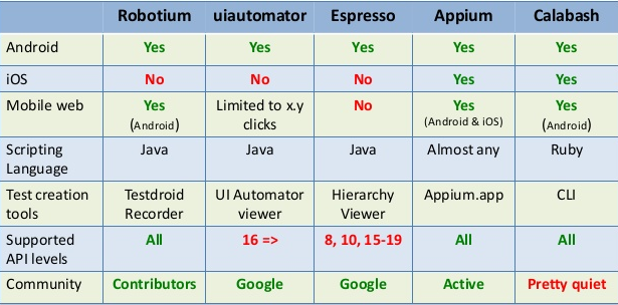 Robotium uiautomator Espresso Appium Calabash
Android Yes Yes Yes Yes Yes
iOS No No No Yes Yes
Mobile web Yes Limited to x.y No Yes Yes
(Android) clicks (Android & iOS) (Android)
Scripting Java Java Java Almost any Ruby
Language
Test creation Testdroid UI Automator Hierarchy Appium.app CLI
tools Recorder viewer Viewer
Supported All 16 => 8, 10, 15-19 All All
API levels
Community Contributors Google Google Active Pretty quiet